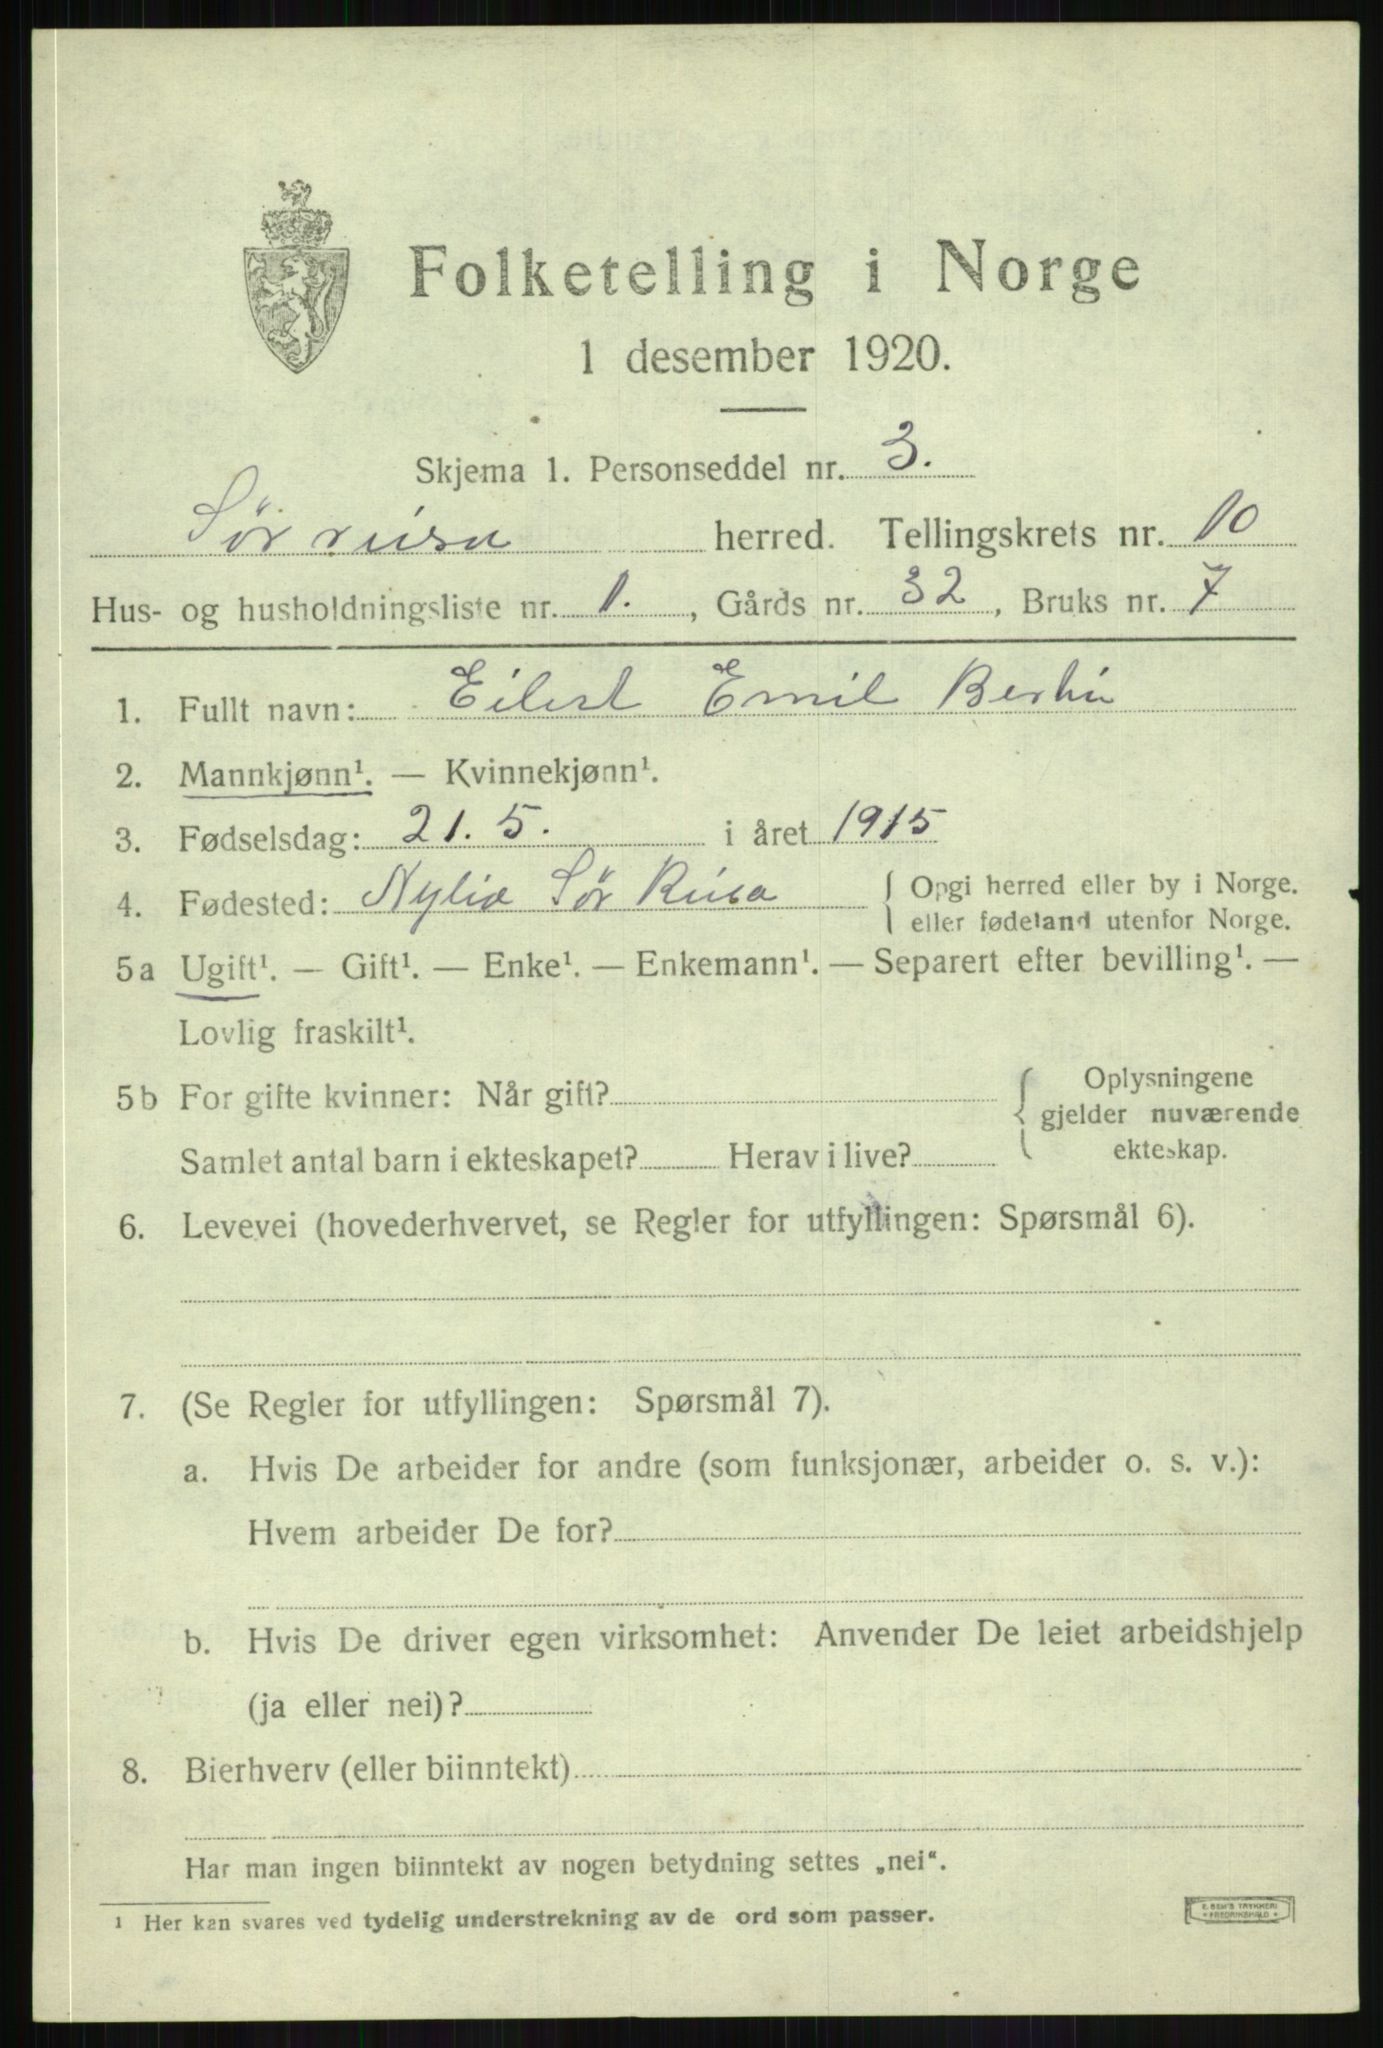 Folketelling i Norge
1 desember 1920.
Skjema 1. Personseddel nr. 3.
Sørreisa herred. Tellingskrets nr. 10
Hus- og husholdningsliste nr. 1. , Gårds nr. 32 , Bruks nr. 7
1. Fullt navn: Eilert Emil Bertin
2. Mannkjønn¹. — Kvinnekjønn¹.
3. Fødselsdag: 21. 5. i året 1915
4. Fødested: Nylid Sør Reisa { Opgi herred eller by i Norge.
eller fødeland utenfor Norge.
5a Ugift¹. — Gift¹. — Enke¹. — Enkemann¹. — Separert efter bevilling¹. —
Lovlig fraskilt¹.
5b For gifte kvinner: Når gift? { Oplysningene
gjelder nuværende
ekteskap.
Samlet antal barn i ekteskapet? Herav i live?
6. Levevei (hovederhvervet, se Regler for utfyllingen: Spørsmål 6).
7. (Se Regler for utfyllingen: Spørsmål 7).
a. Hvis De arbeider for andre (som funksjonær, arbeider o. s. v.):
Hvem arbeider De for?
b. Hvis De driver egen virksomhet: Anvender De leiet arbeidshjelp
(ja eller nei)?
8. Bierhverv (eller biinntekt)
Har man ingen biinntekt av nogen betydning settes „nei“.
¹ Her kan svares ved tydelig understrekning av de ord som passer.
E. SEM'S TRYKKERI
FREDRIKSHALD